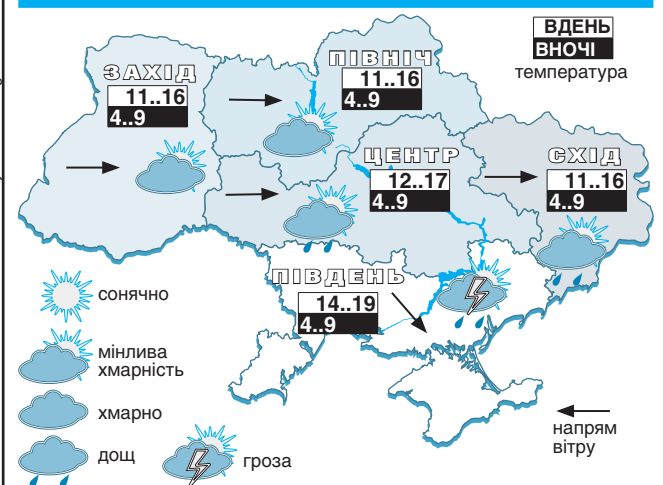 ВДЕНЬ
ВНОЧІ
температура
ПІВНІЧ
11..16
4..9
ЗАХІД
11..16
4..9
ЦЕНТР
12..17
4..9
СХІД
11..16
4..9
ПІВДЕНЬ
14..19
4..9
сонячно
мінлива
хмарність
хмарно
дощ
гроза
напрям
вітру